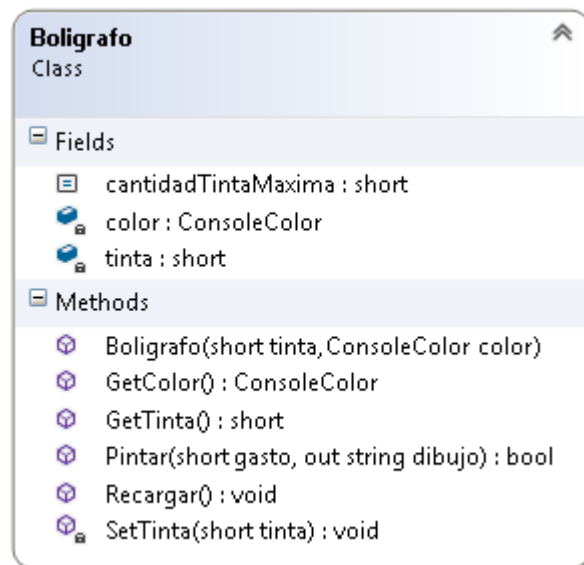 Boligrafo
Class
Fields
cantidadTintaMaxima : short
color : ConsoleColor
tinta : short
Methods
Boligrafo(short tinta, ConsoleColor color)
GetColor() : ConsoleColor
GetTinta() : short
Pintar(short gasto, out string dibujo) : bool
Recargar() : void
SetTinta(short tinta) : void